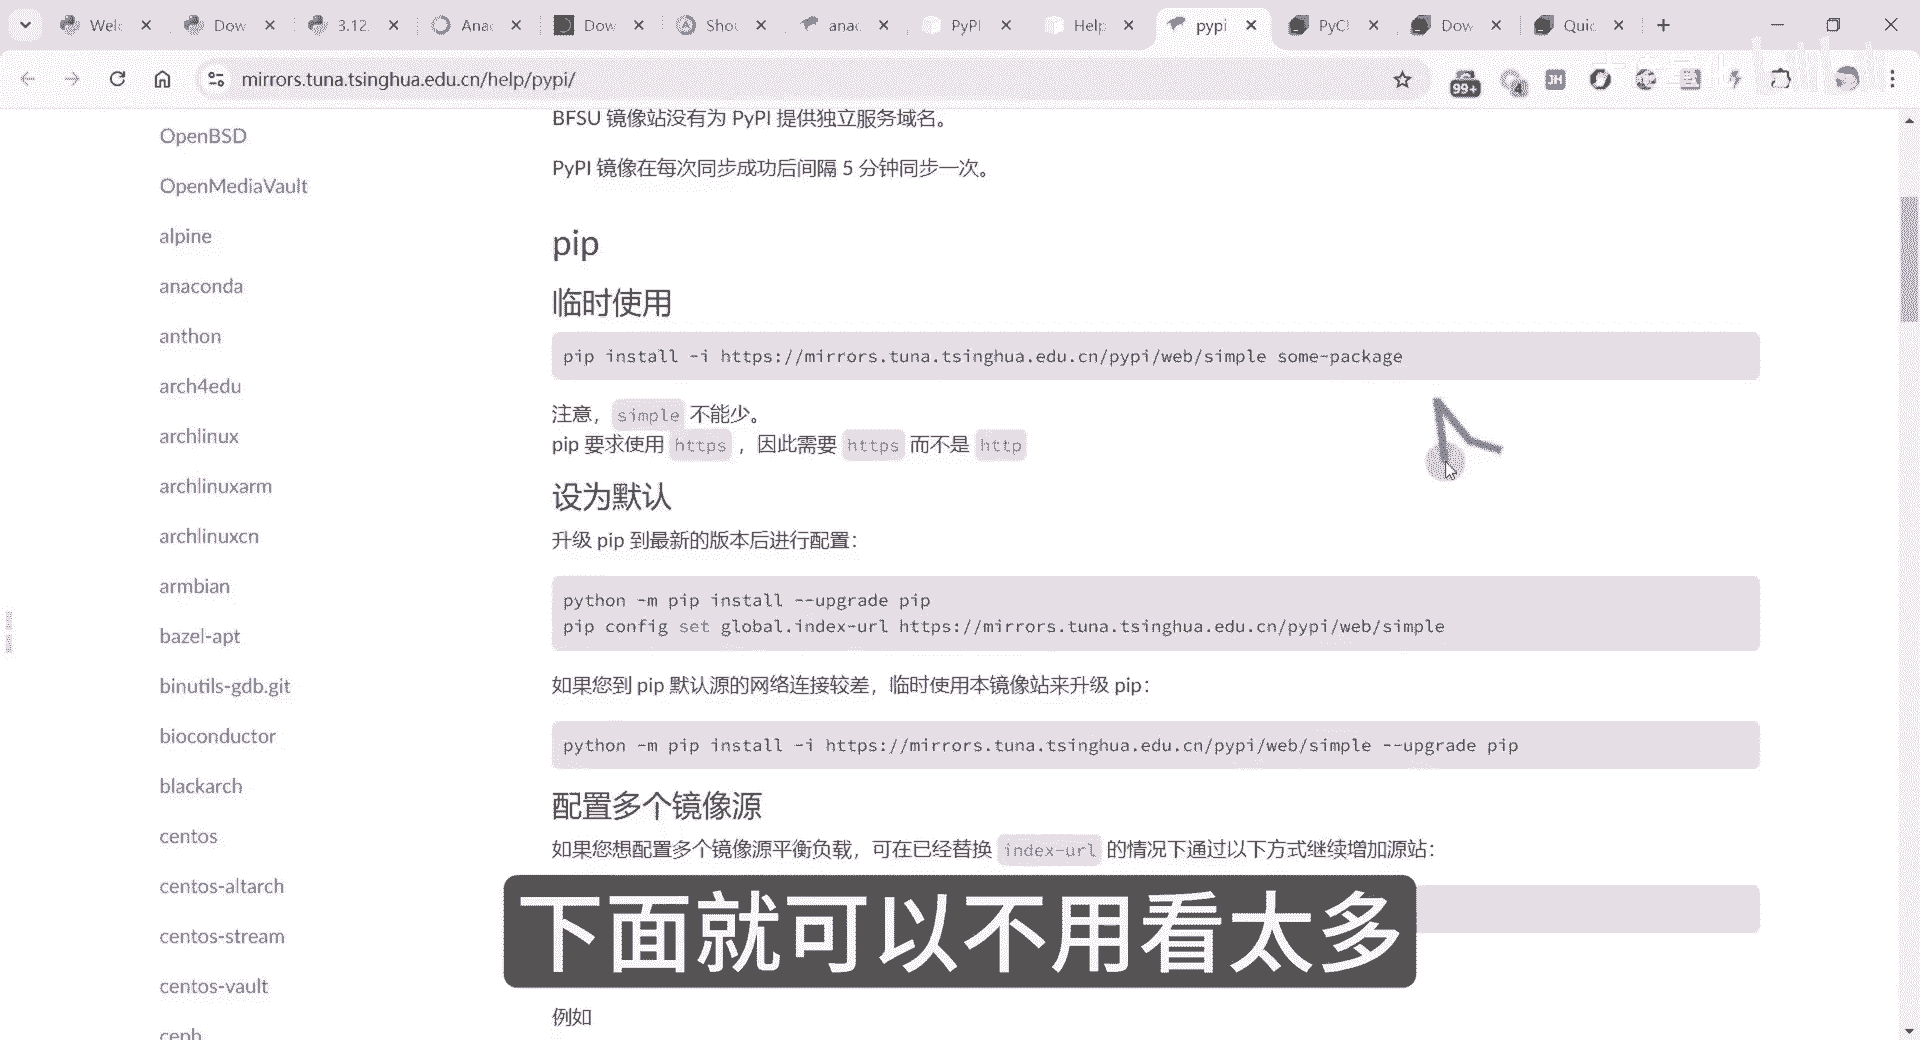 Welc
Dow
3.12.
Ana
Dow
Shou
anac
PyPI
Help
pypi
PyCh
Dow
Quic
mirrors.tuna.tsinghua.edu.cn/help/pypi/
99+
4
JH
OpenBSD
OpenMediaVault
alpine
anaconda
anthon
arch4edu
archlinux
archlinuxarm
archlinuxcn
armbian
bazel-apt
binutils-gdb.git
bioconductor
blackarch
centos
centos-altarch
centos-stream
centos-vault
ceph
BFSU 镜像站没有为 PyPI 提供独立服务域名。
PyPI 镜像在每次同步成功后间隔 5 分钟同步一次。
pip
临时使用
pip install -i https://mirrors.tuna.tsinghua.edu.cn/pypi/web/simple some-package
注意，simple 不能少。
pip 要求使用 https ，因此需要 https 而不是 http
设为默认
升级 pip 到最新的版本后进行配置：
python -m pip install --upgrade pip
pip config set global.index-url https://mirrors.tuna.tsinghua.edu.cn/pypi/web/simple
如果您到 pip 默认源的网络连接较差，临时使用本镜像站来升级 pip：
python -m pip install -i https://mirrors.tuna.tsinghua.edu.cn/pypi/web/simple --upgrade pip
配置多个镜像源
如果您想配置多个镜像源平衡负载，可在已经替换 index-url 的情况下通过以下方式继续增加源站：
下面就可以不用看太多
例如